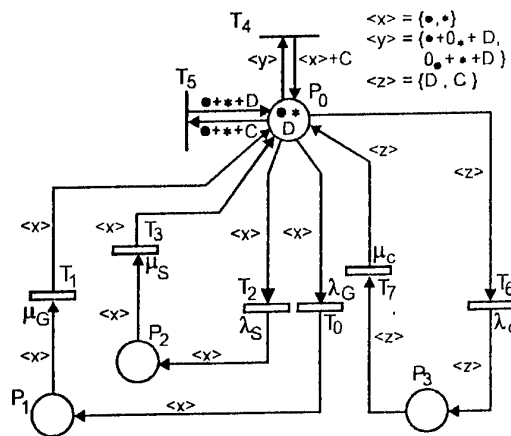 T4
<x> = {●,*}
<y> = {●+0*+D,
0●+*+D}
<z> = {D, C}
<y>
<x>+C
T5
P0
●+*+D
●+*+C
● *
D
<z>
<x>
<x>
<z>
T1
μG
T3
μS
<x>
<x>
T2
λS
λG
T0
μC
T7
T6
<x>
<x>
P2
<x>
<z>
<z>
P3
P1
<x>
<z>